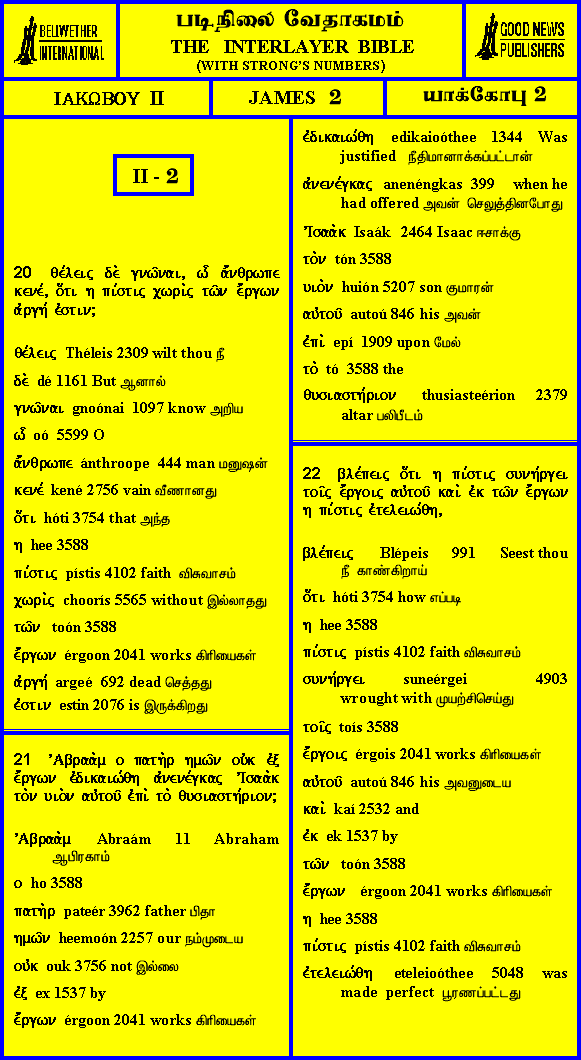 BELLWETHER
INTERNATIONAL
படிநிலை வேதாகமம்
THE INTERLAYER BIBLE
(WITH STRONG'S NUMBERS)
GOOD NEWS
PUBLISHERS
ΙΑΚΩΒΟΥ II
JAMES 2
யாக்கோபு 2
II - 2
20 θέλεις δὲ γνῶναι, ὦ ἄνθρωπε
κενέ, ὅτι η πίστις χωρὶς τῶν ἔργων
ἀργή ἐστιν;
θέλεις Théleis 2309 wilt thou நீ
δὲ dé 1161 But ஆனால்
γνῶναι gnoónai 1097 know அறிய
ὦ oó 5599 O
ἄνθρωπε ánthroope 444 man மனுஷன்
κενέ kené 2756 vain வீணானது
ὅτι hóti 3754 that அந்த
η hee 3588
πίστις pístis 4102 faith விசுவாசம்
χωρὶς choorís 5565 without இல்லாதது
τῶν toón 3588
ἔργων érgoon 2041 works கிரியைகள்
ἀργή argeé 692 dead செத்தது
ἐστιν estin 2076 is இருக்கிறது
21 Ἀβραὰμ ο πατὴρ ημῶν οὐκ ἐξ
ἔργων ἐδικαιώθη ἀνενέγκας Ἰσαὰκ
τὸν υιὸν αὐτοῦ ἐπὶ τὸ θυσιαστήριον;
Ἀβραὰμ Abraám 11 Abraham
ஆபிரகாம்
ο ho 3588
πατὴρ pateér 3962 father பிதா
ημῶν heemoón 2257 our நம்முடைய
οὐκ ouk 3756 not இல்லை
ἐξ ex 1537 by
ἔργων érgoon 2041 works கிரியைகள்
ἐδικαιώθη edikaioóthee 1344 Was
justified நீதிமானாக்கப்பட்டான்
ἀνενέγκας anenéngkas 399 when he
had offered அவன் செலுத்தினபோது
Ἰσαὰκ Isaák 2464 Isaac ஈசாக்கு
τὸν tón 3588
υιὸν huión 5207 son குமாரன்
αὐτοῦ autoú 846 his அவன்
ἐπὶ epí 1909 upon மேல்
τὸ tó 3588 the
θυσιαστήριον thusiasteérion 2379
altar பலிபீடம்
22 βλέπεις ὅτι η πίστις συνήργει
τοῖς ἔργοις αὐτοῦ καὶ ἐκ τῶν ἔργων
η πίστις ἐτελειώθη,
βλέπεις Blépeis 991 Seest thou
நீ காண்கிறாய்
ὅτι hóti 3754 how எப்படி
η hee 3588
πίστις pístis 4102 faith விசுவாசம்
συνήργει suneérgei 4903
wrought with முயற்சிசெய்து
τοῖς toís 3588
ἔργοις érgois 2041 works கிரியைகள்
αὐτοῦ autoú 846 his அவனுடைய
καὶ kaí 2532 and
ἐκ ek 1537 by
τῶν toón 3588
ἔργων érgoon 2041 works கிரியைகள்
η hee 3588
πίστις pístis 4102 faith விசுவாசம்
ἐτελειώθη eteleioóthee 5048 was
made perfect பூரணப்பட்டது